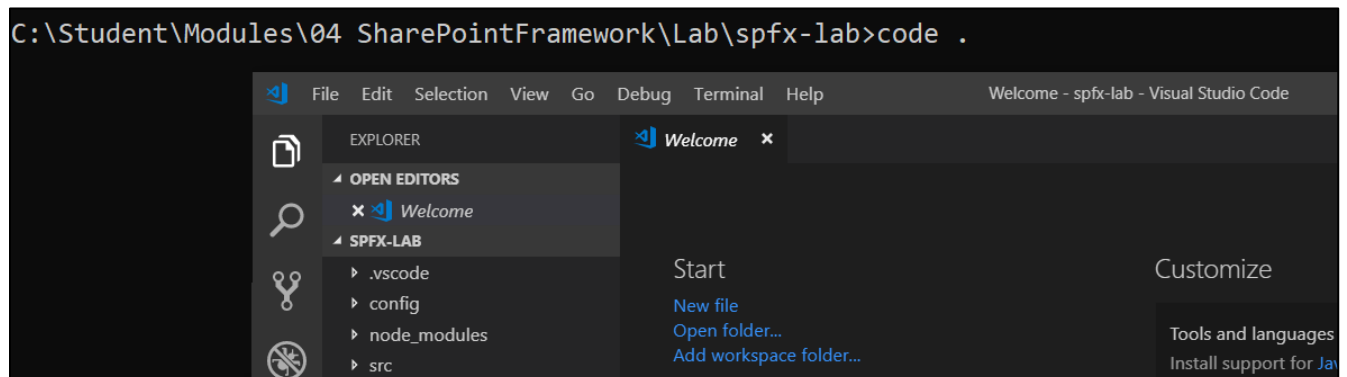 C:\Student\Modules\04 SharePointFramework\Lab\spfx-lab>code .
File Edit Selection View Go Debug Terminal Help Welcome - spfx-lab - Visual Studio Code
EXPLORER
Welcome ×
OPEN EDITORS
× Welcome
SPFX-LAB
.vscode
config
node_modules
src
Start
New file
Open folder...
Add workspace folder...
Customize
Tools and languages
Install support for